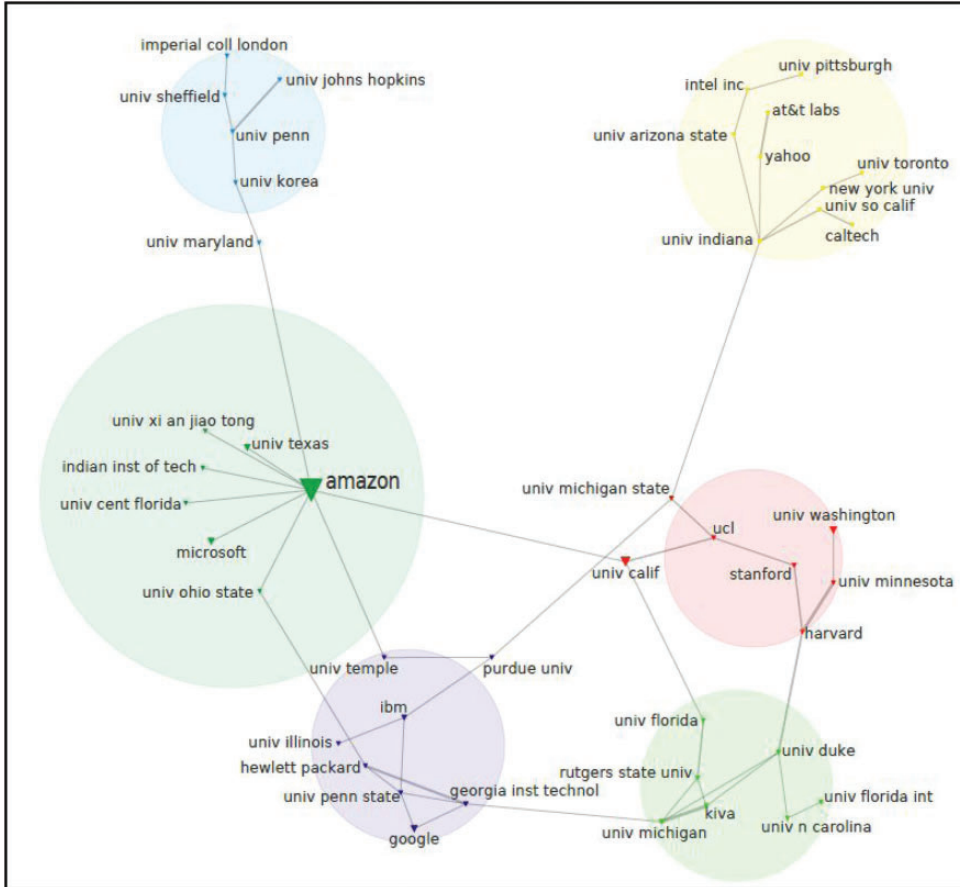 imperial coll london
univ johns hopkins
univ sheffield
univ penn
univ korea
univ maryland
univ pittsburgh
intel inc
at&t labs
univ arizona state
yahoo
univ toronto
new york univ
univ so calif
univ indiana
caltech
univ xi an jiao tong
univ texas
indian inst of tech
amazon
univ cent florida
microsoft
univ ohio state
univ michigan state
univ washington
ucl
univ calif
stanford
univ minnesota
harvard
univ temple
purdue univ
ibm
univ illinois
hewlett packard
univ penn state
georgia inst technol
google
univ florida
univ duke
rutgers state univ
kiva
univ florida int
univ michigan
univ n carolina